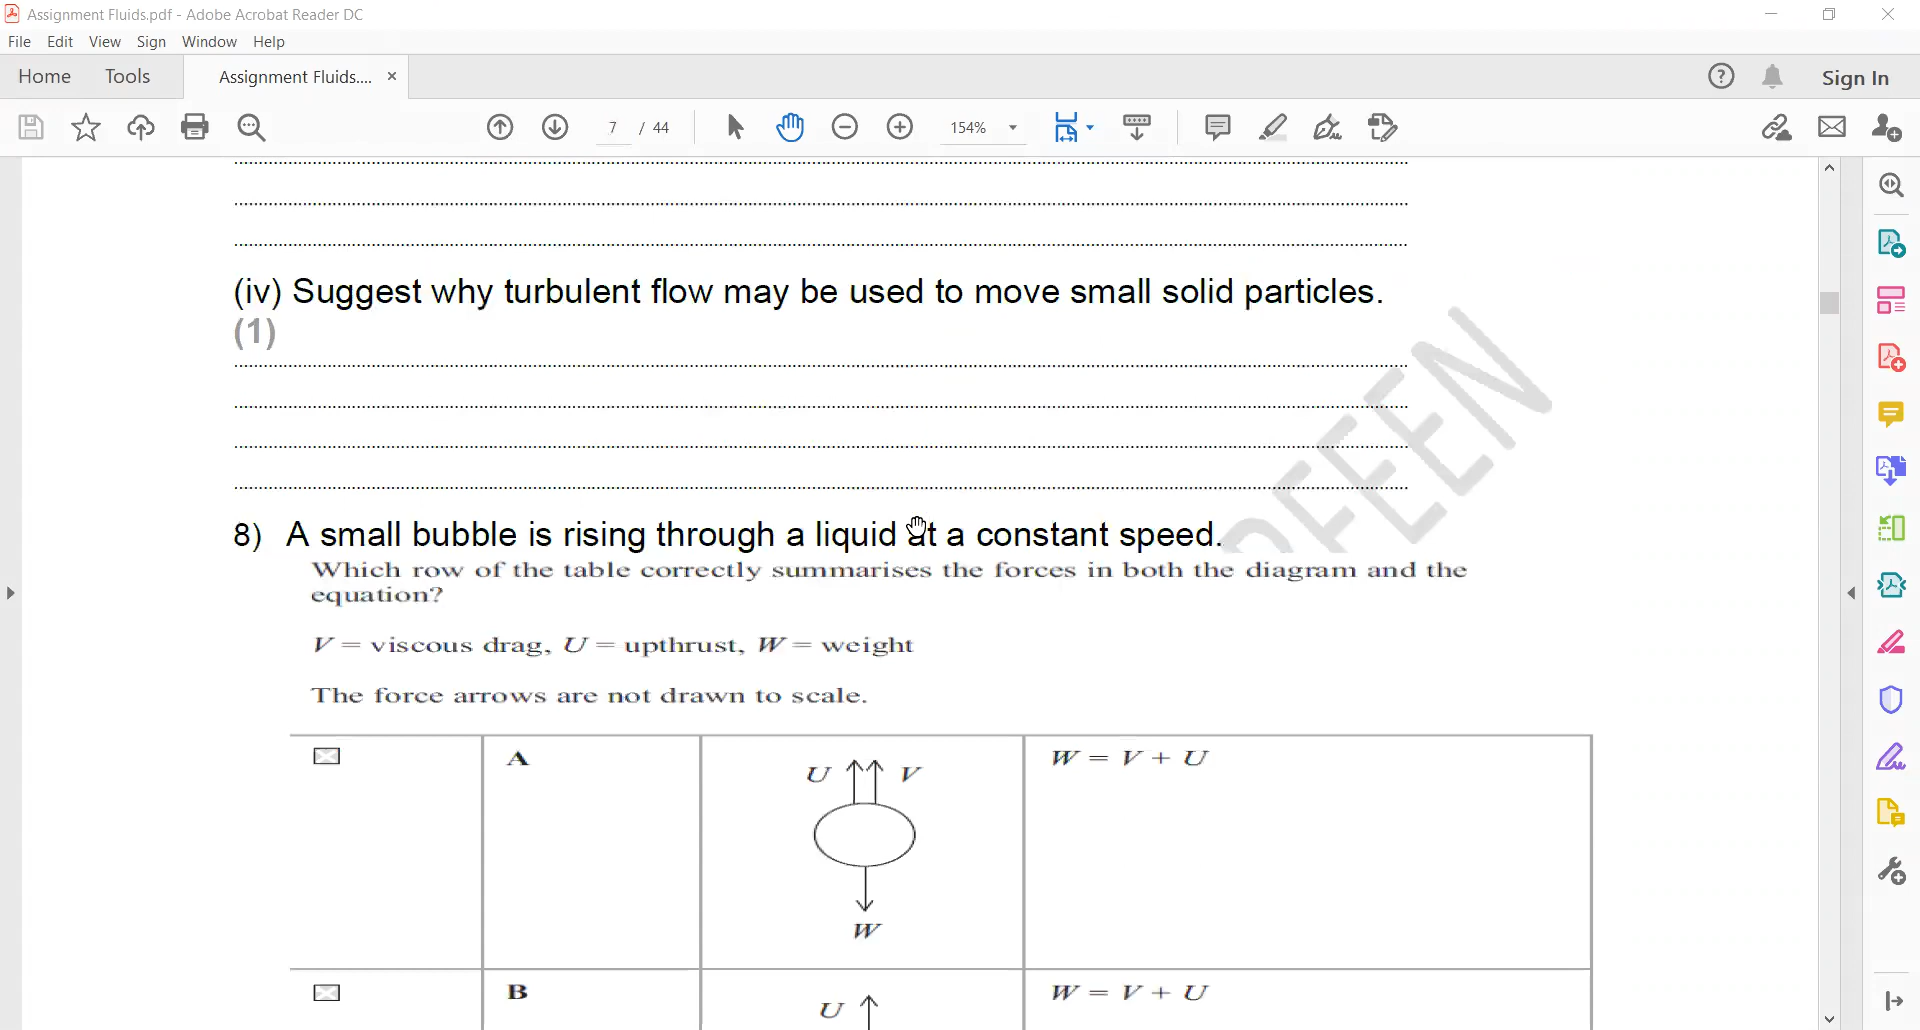 Assignment Fluids.pdf - Adobe Acrobat Reader DC
File Edit View Sign Window Help
Home Tools Assignment Fluids.... × Sign In
7 / 44 154%
(iv) Suggest why turbulent flow may be used to move small solid particles.
(1)
8) A small bubble is rising through a liquid at a constant speed.
Which row of the table correctly summarises the forces in both the diagram and the
equation?
V = viscous drag, U = upthrust, W = weight
The force arrows are not drawn to scale.
A U V W = V + U
W
B U W = V + U